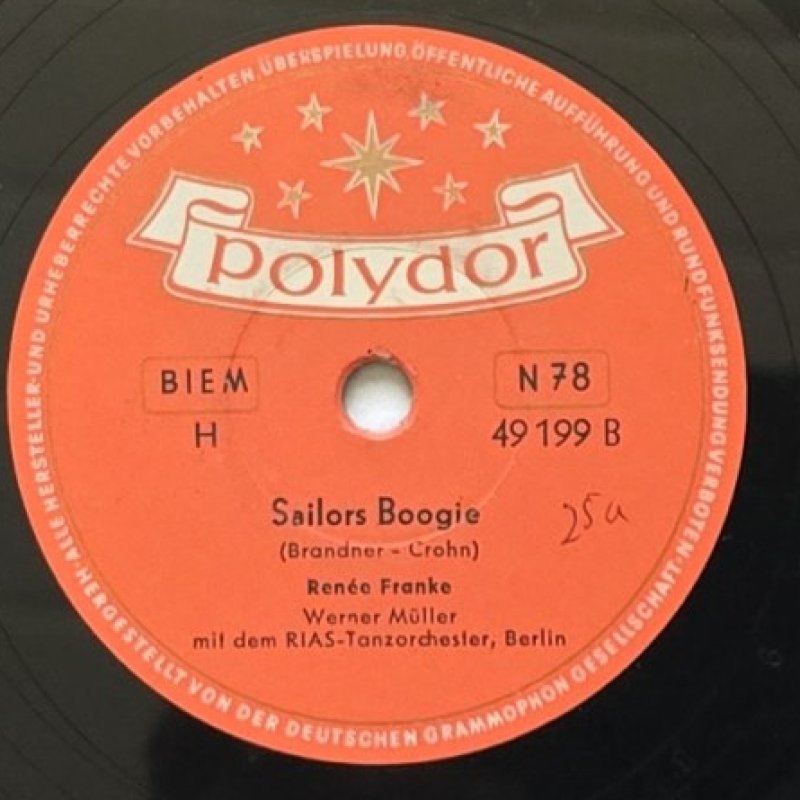 ALLE HERSTELLER- UND URHEBERRECHTE VORBEHALTEN, ÜBERSPIELUNG, ÖFFENTLICHE AUFFÜHRUNG UND RUNDFUNKSENDUNG VERBOTEN.
polydor
BIEM
N 78
H
49 199 B
Sailors Boogie
25a
(Brandner - Crohn)
Renée Franke
Werner Müller
mit dem RIAS-Tanzorchester, Berlin
HERGESTELLT VON DER DEUTSCHEN GRAMMOPHON GESELLSCHAFT